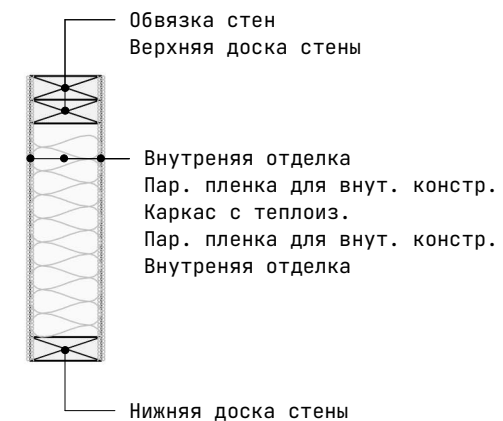 Обвязка стен
Верхняя доска стены
Внутреняя отделка
Пар. пленка для внут. констр.
Каркас с теплоиз.
Пар. пленка для внут. констр.
Внутреняя отделка
Нижняя доска стены